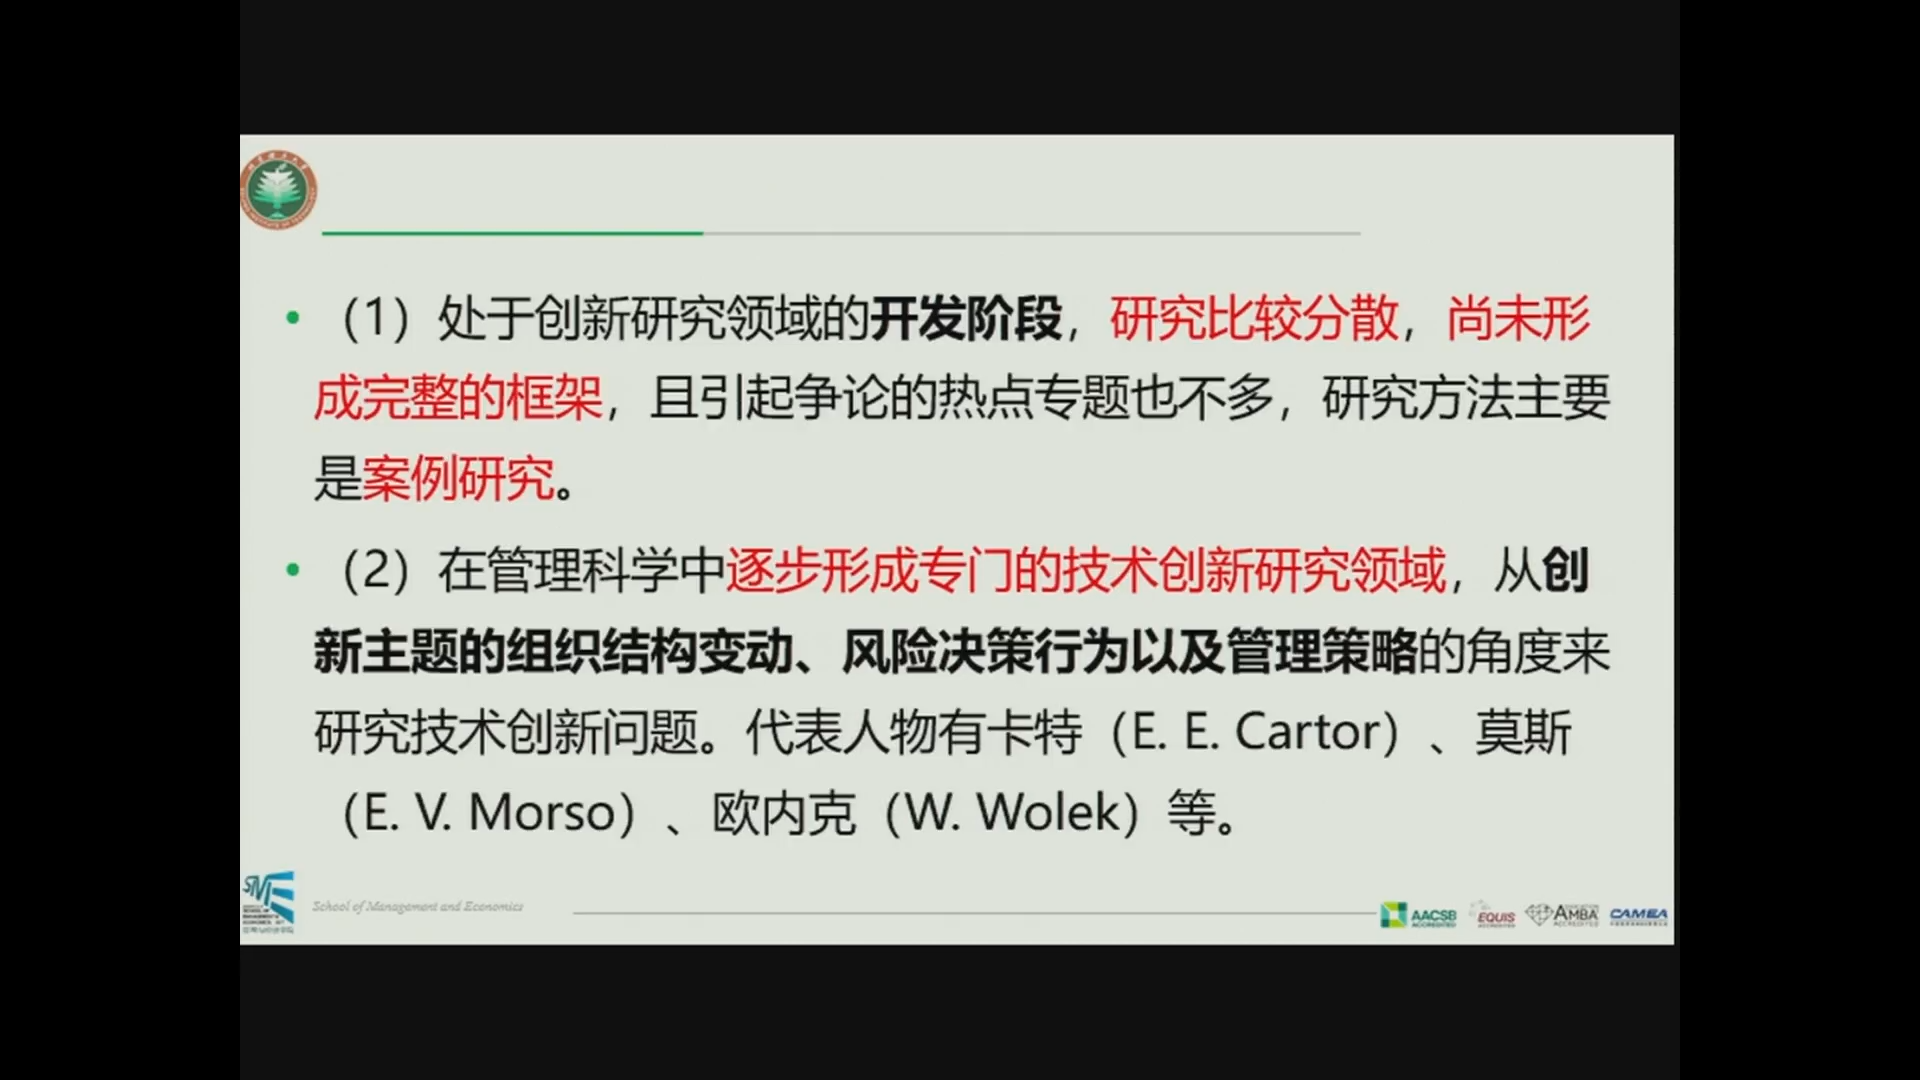 （1）处于创新研究领域的开发阶段，研究比较分散，尚未形
成完整的框架，且引起争论的热点专题也不多，研究方法主要
是案例研究。
（2）在管理科学中逐步形成专门的技术创新研究领域，从创
新主题的组织结构变动、风险决策行为以及管理策略的角度来
研究技术创新问题。代表人物有卡特（E. E. Cartor）、莫斯
（E. V. Morso）、欧内克（W. Wolek）等。
School of Management and Economics
AACSB
ACCREDITED
EQUIS
ACCREDITED
AMBA
ACCREDITED
CAMEA